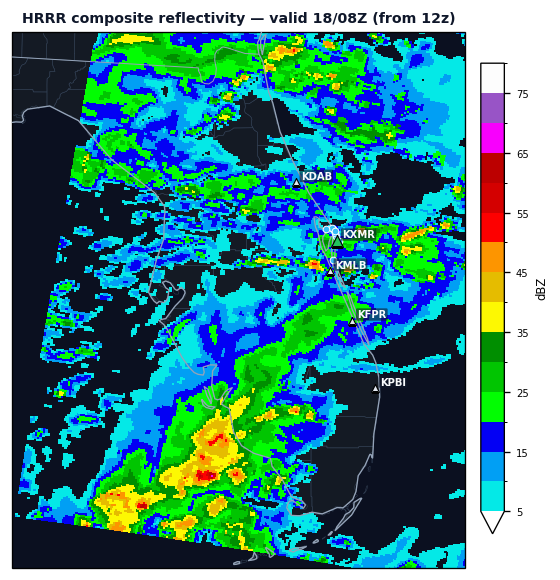 HRRR composite reflectivity — valid 18/08Z (from 12z)
KDAB
KXMR
KMLB
KFPR
KPBI
75
65
55
45
35
25
15
5
dBZ